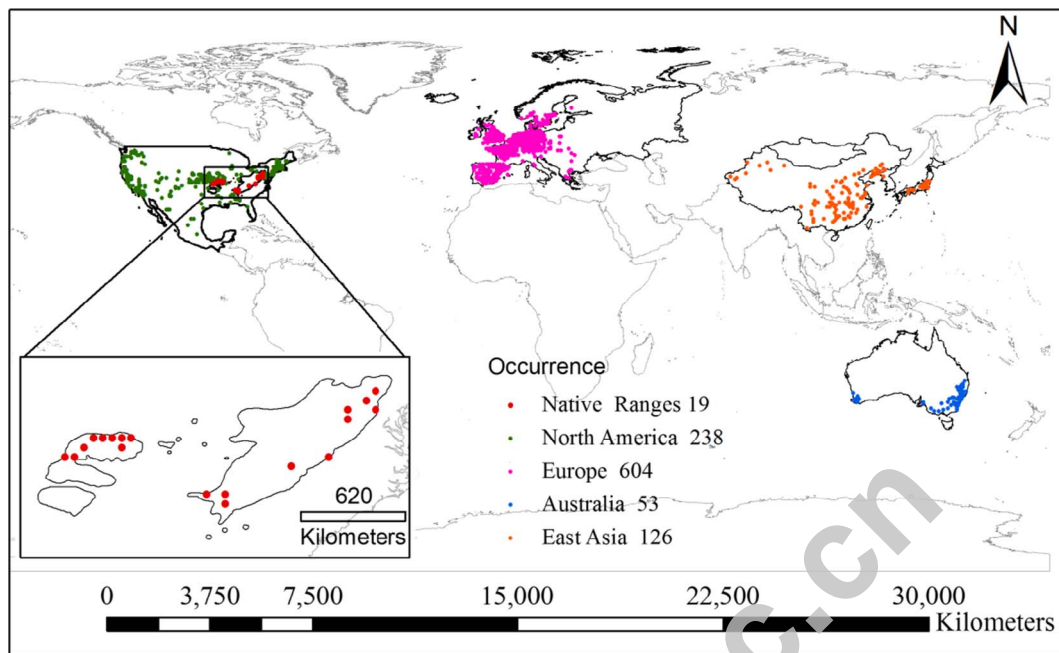 N
Occurrence
Native Ranges 19
North America 238
Europe 604
Australia 53
East Asia 126
620
Kilometers
0 3,750 7,500 15,000 22,500 30,000
Kilometers
c.cn